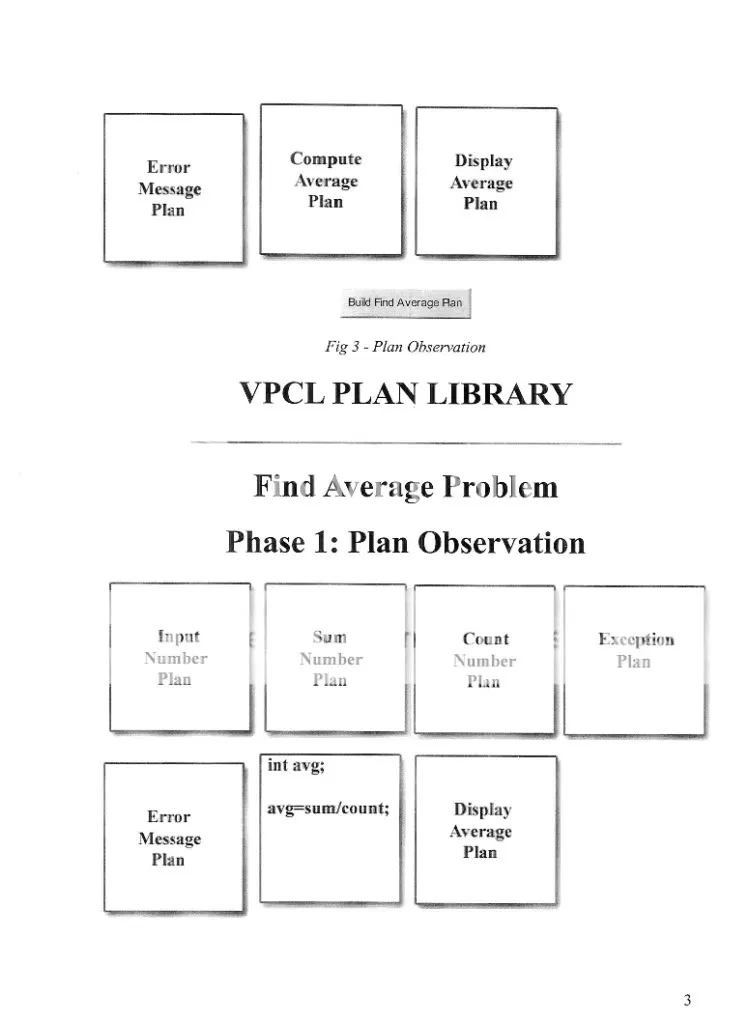 Error
Message
Plan
Compute
Average
Plan
Display
Average
Plan
Build Find Average Plan
Fig 3 - Plan Observation
VPCL PLAN LIBRARY
Find Average Problem
Phase 1: Plan Observation
Input
Number
Plan
Sum
Number
Plan
Count
Number
Plan
Exception
Plan
Error
Message
Plan
int avg;
avg=sum/count;
Display
Average
Plan
3